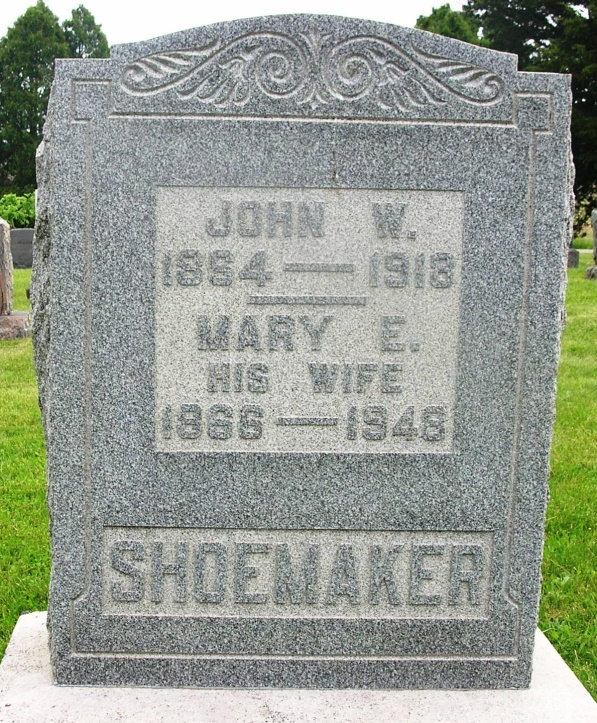 JOHN W.
1864 — 1918
MARY E.
HIS WIFE
1866 — 1948
SHOEMAKER